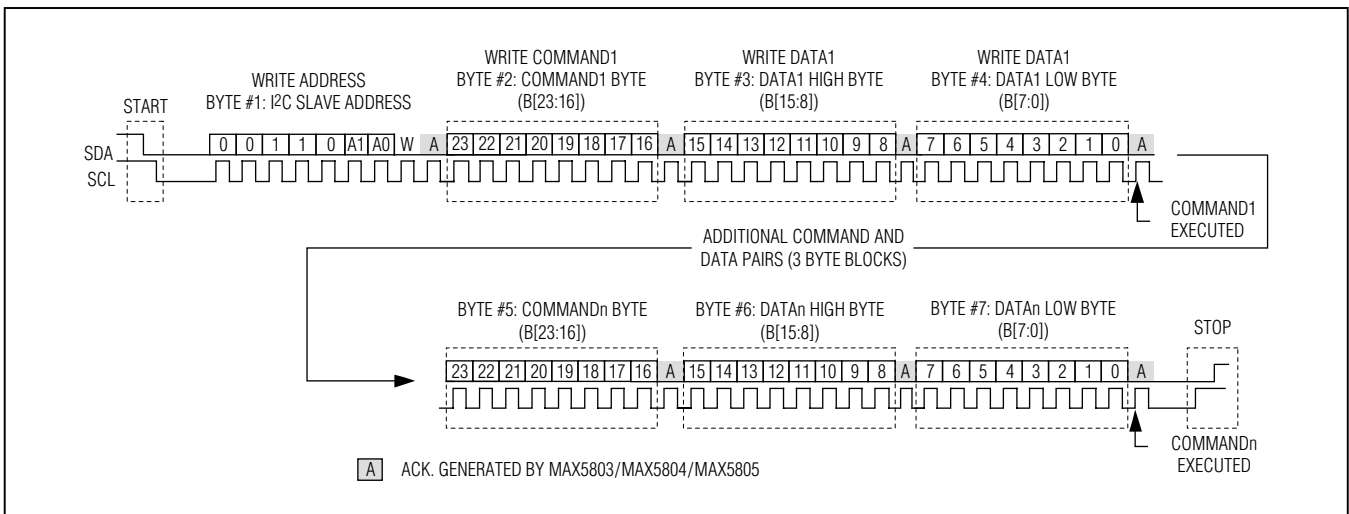 WRITE COMMAND1
BYTE #2: COMMAND1 BYTE
(B[23:16])
WRITE DATA1
BYTE #3: DATA1 HIGH BYTE
(B[15:8])
WRITE DATA1
BYTE #4: DATA1 LOW BYTE
(B[7:0])
WRITE ADDRESS
BYTE #1: I2C SLAVE ADDRESS
START
SDA
0 0 1 1 0 A1 A0 W A 23 22 21 20 19 18 17 16 A 15 14 13 12 11 10 9 8 A 7 6 5 4 3 2 1 0 A
SCL
COMMAND1
EXECUTED
ADDITIONAL COMMAND AND
DATA PAIRS (3 BYTE BLOCKS)
BYTE #5: COMMANDn BYTE
(B[23:16])
BYTE #6: DATAn HIGH BYTE
(B[15:8])
BYTE #7: DATAn LOW BYTE
(B[7:0])
STOP
23 22 21 20 19 18 17 16 A 15 14 13 12 11 10 9 8 A 7 6 5 4 3 2 1 0 A
COMMANDn
EXECUTED
A ACK. GENERATED BY MAX5803/MAX5804/MAX5805